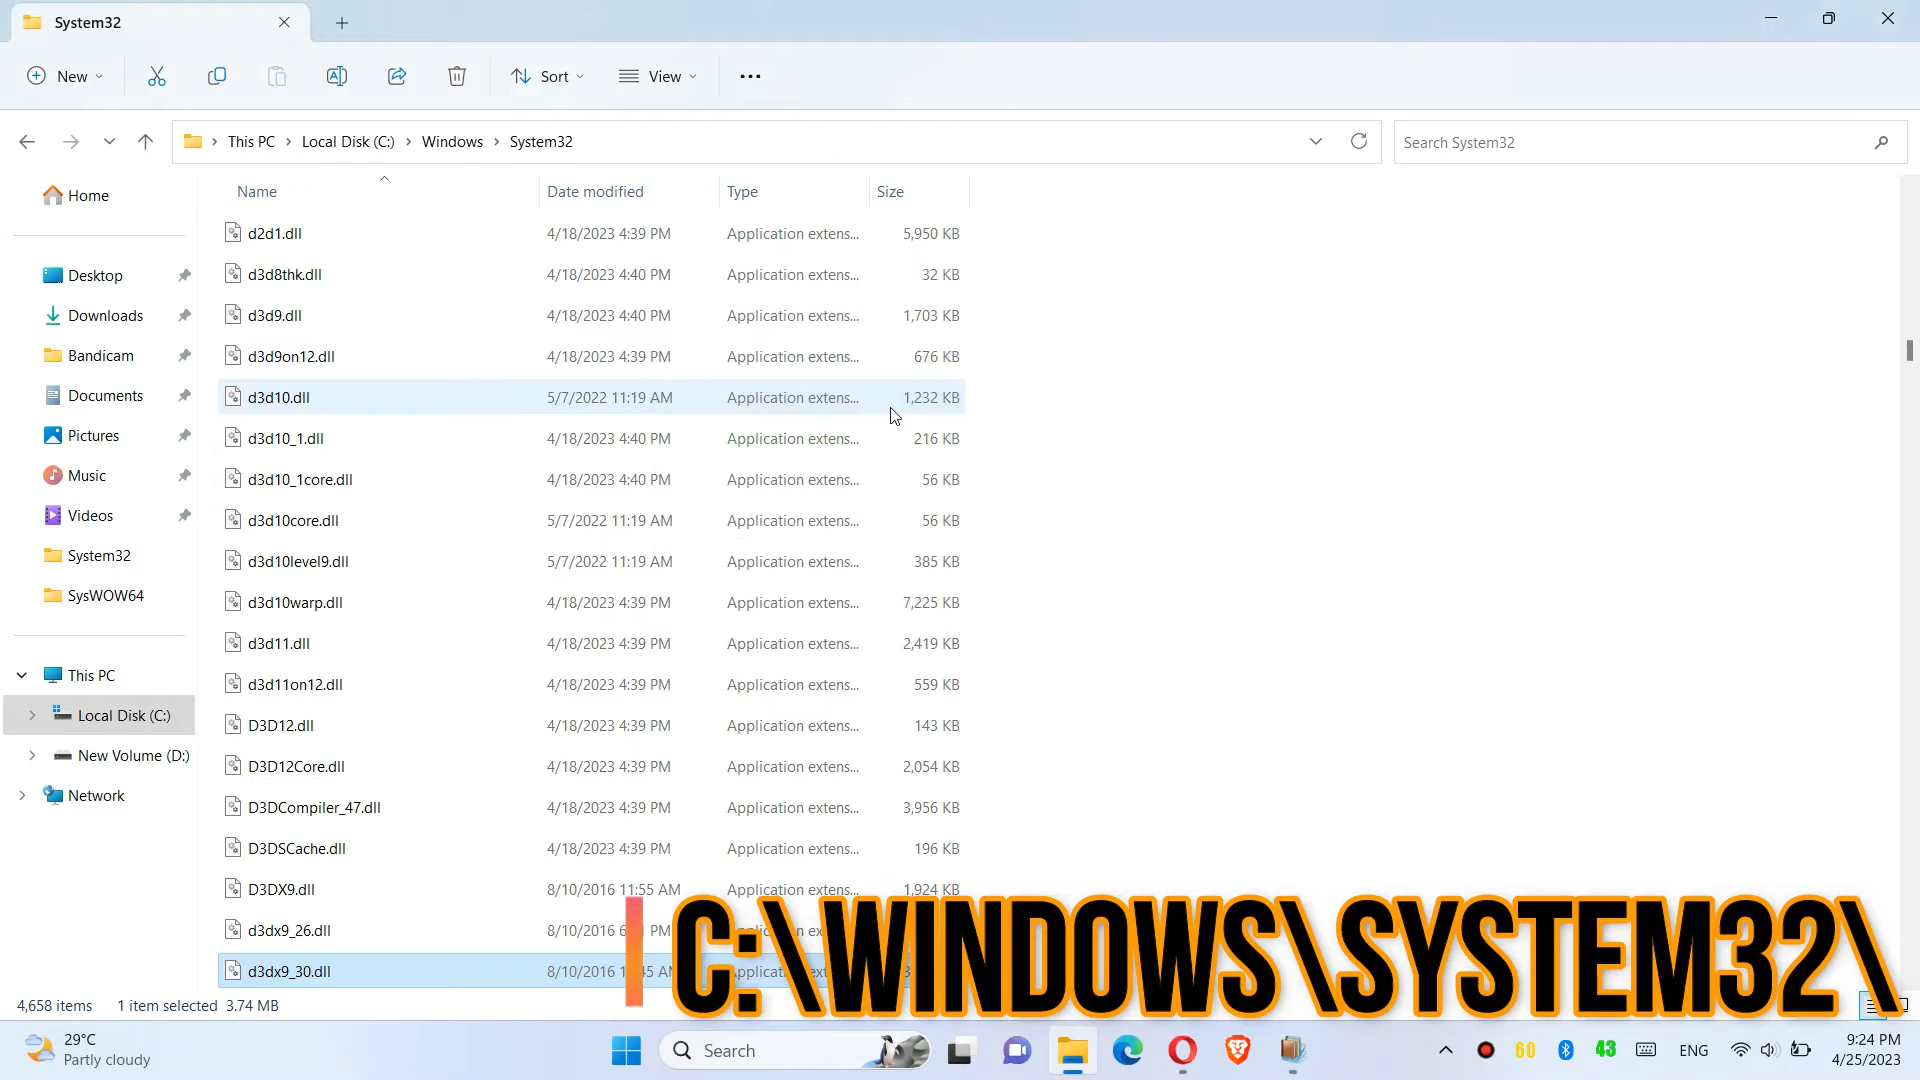 System32
New
Sort
View
This PC
Local Disk (C:)
Windows
System32
Search System32
Home
Desktop
Downloads
Bandicam
Documents
Pictures
Music
Videos
System32
SysWOW64
This PC
Local Disk (C:)
New Volume (D:)
Network
Name Date modified Type Size
d2d1.dll 4/18/2023 4:39 PM Application extens... 5,950 KB
d3d8thk.dll 4/18/2023 4:40 PM Application extens... 32 KB
d3d9.dll 4/18/2023 4:40 PM Application extens... 1,703 KB
d3d9on12.dll 4/18/2023 4:39 PM Application extens... 676 KB
d3d10.dll 5/7/2022 11:19 AM Application extens... 1,232 KB
d3d10_1.dll 4/18/2023 4:40 PM Application extens... 216 KB
d3d10_1core.dll 4/18/2023 4:40 PM Application extens... 56 KB
d3d10core.dll 5/7/2022 11:19 AM Application extens... 56 KB
d3d10level9.dll 5/7/2022 11:19 AM Application extens... 385 KB
d3d10warp.dll 4/18/2023 4:39 PM Application extens... 7,225 KB
d3d11.dll 4/18/2023 4:39 PM Application extens... 2,419 KB
d3d11on12.dll 4/18/2023 4:39 PM Application extens... 559 KB
D3D12.dll 4/18/2023 4:39 PM Application extens... 143 KB
D3D12Core.dll 4/18/2023 4:39 PM Application extens... 2,054 KB
D3DCompiler_47.dll 4/18/2023 4:39 PM Application extens... 3,956 KB
D3DSCache.dll 4/18/2023 4:39 PM Application extens... 196 KB
D3DX9.dll 8/10/2016 11:55 AM Application extens... 1,924 KB
d3dx9_26.dll 8/10/2016 PM
d3dx9_30.dll 8/10/2016
C:\WINDOWS\SYSTEM32\
4,658 items 1 item selected 3.74 MB
29°C
Partly cloudy
Search
60
43
ENG
9:24 PM
4/25/2023